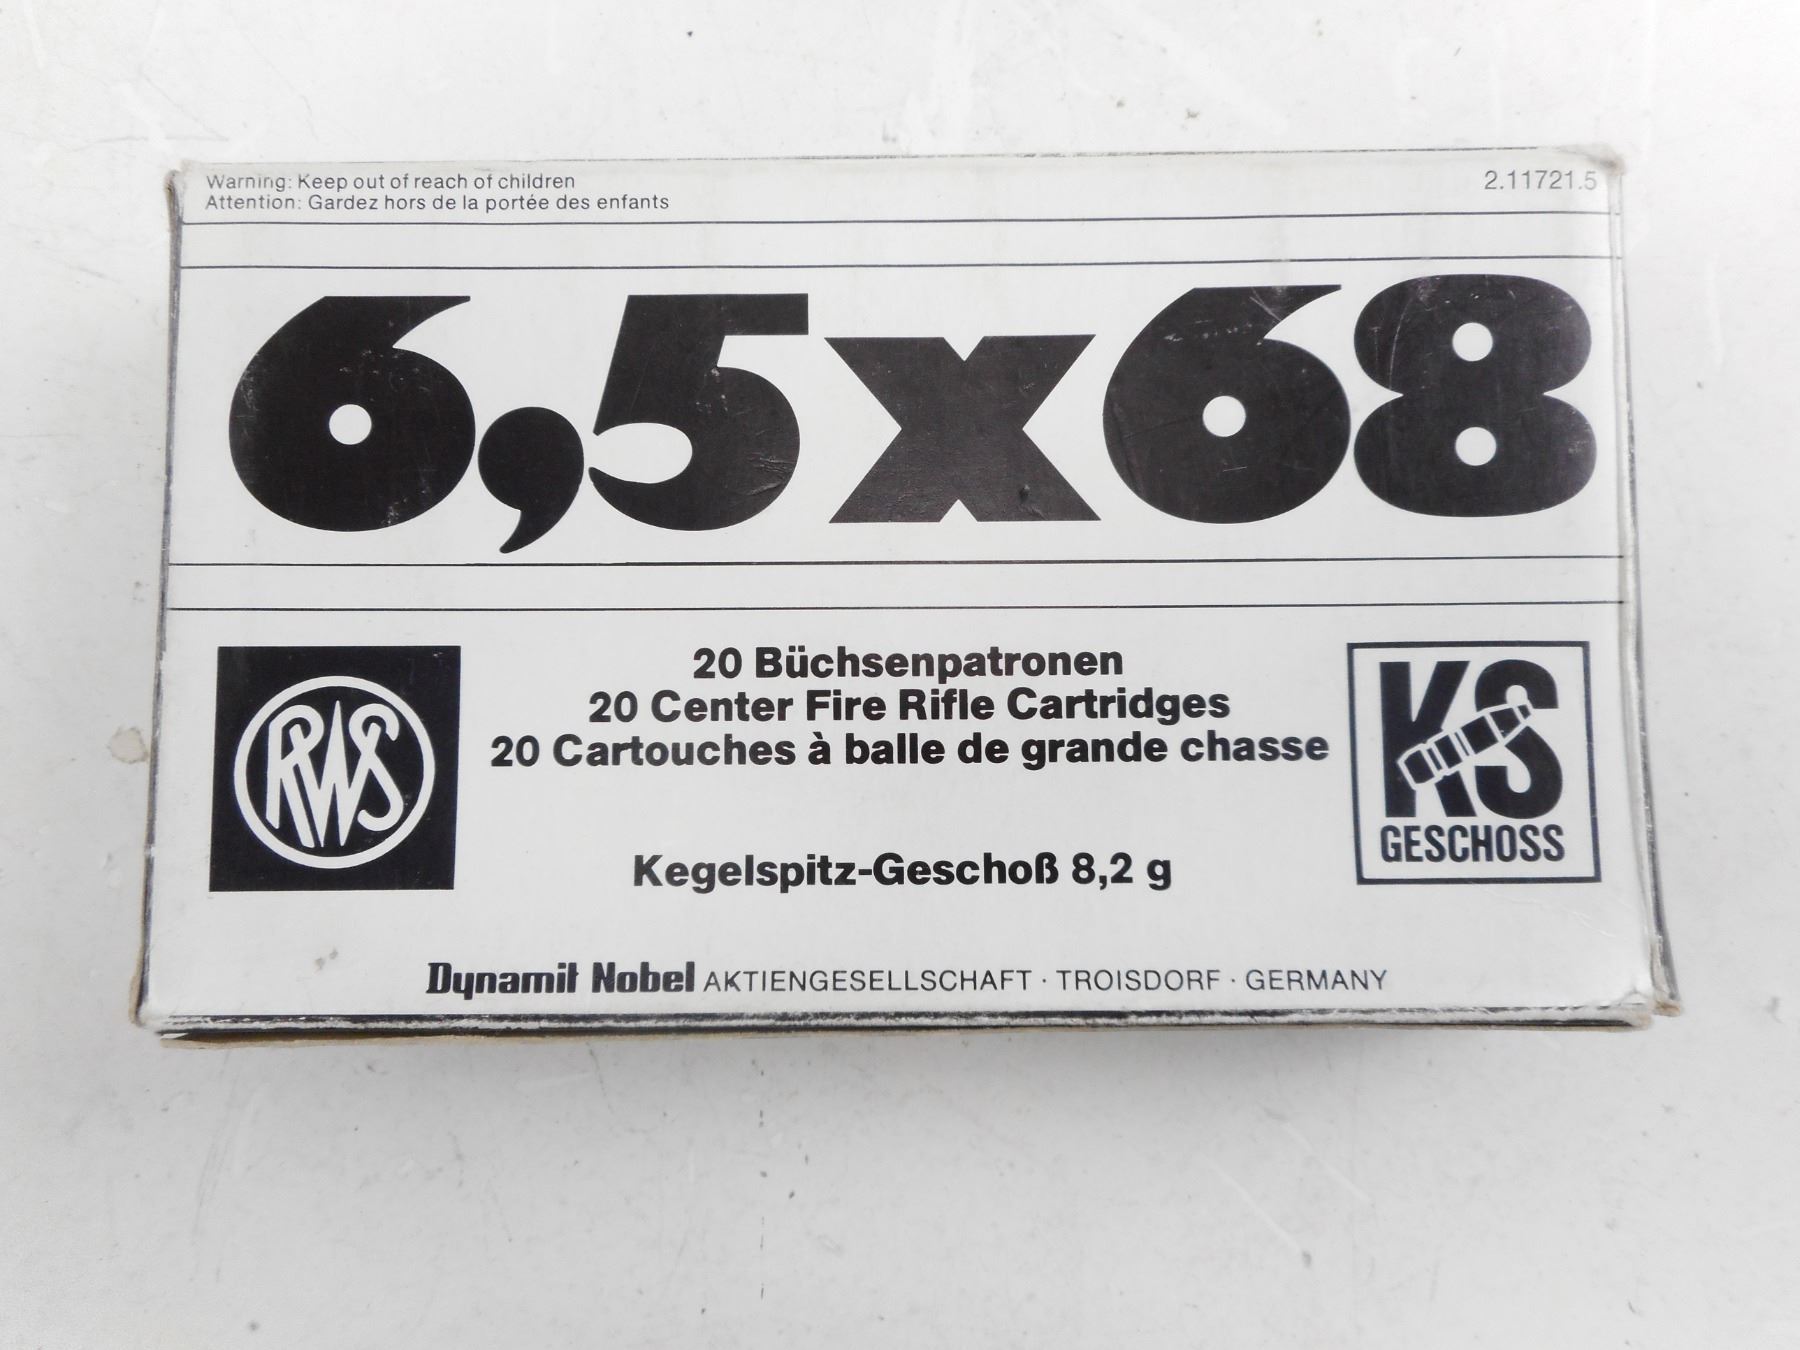 Warning: Keep out of reach of children
Attention: Gardez hors de la portée des enfants
2.11721.5
6,5x68
RWS
20 Büchsenpatronen
20 Center Fire Rifle Cartridges
20 Cartouches à balle de grande chasse
Kegelspitz-Geschoß 8,2 g
KS
GESCHOSS
Dynamit Nobel AKTIENGESELLSCHAFT · TROISDORF · GERMANY